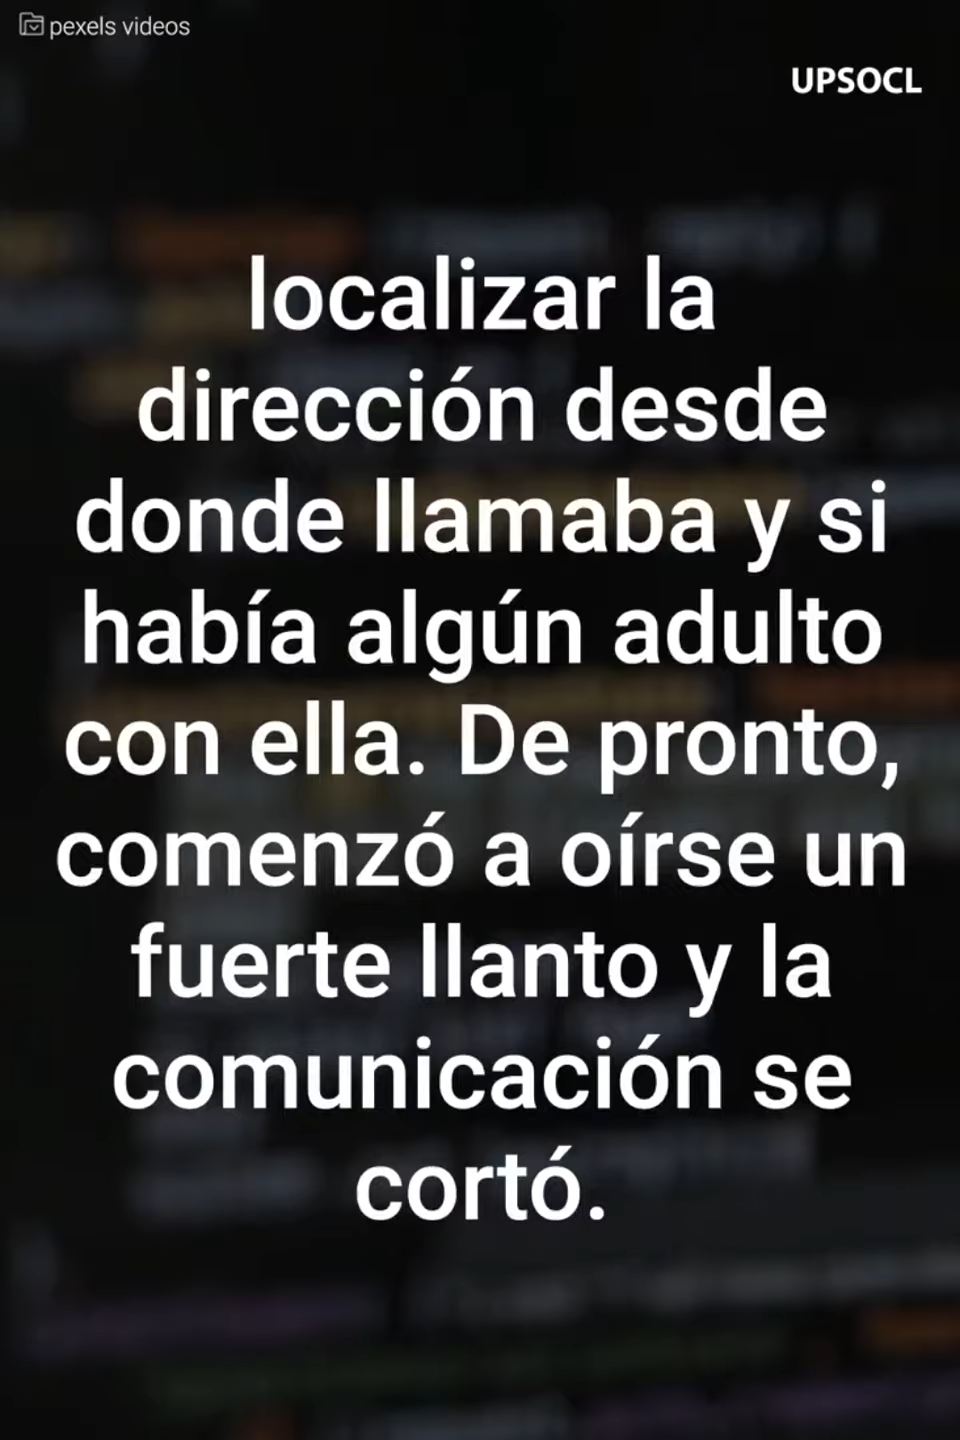 pexels videos
UPSOCL
localizar la
dirección desde
donde llamaba y si
había algún adulto
con ella. De pronto,
comenzó a oírse un
fuerte llanto y la
comunicación se
cortó.